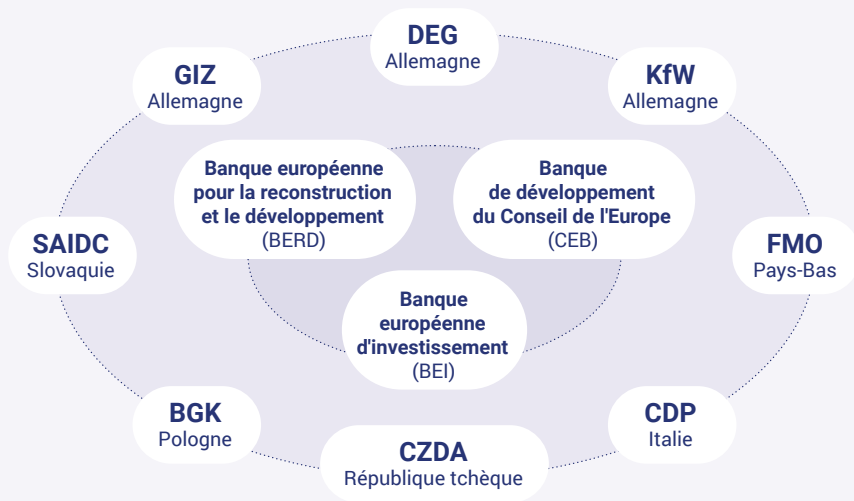 DEG
Allemagne
GIZ
Allemagne
KfW
Allemagne
Banque européenne
pour la reconstruction
et le développement
(BERD)
Banque
de développement
du Conseil de l'Europe
(CEB)
SAIDC
Slovaquie
FMO
Pays-Bas
Banque
européenne
d'investissement
(BEI)
BGK
Pologne
CDP
Italie
CZDA
République tchèque